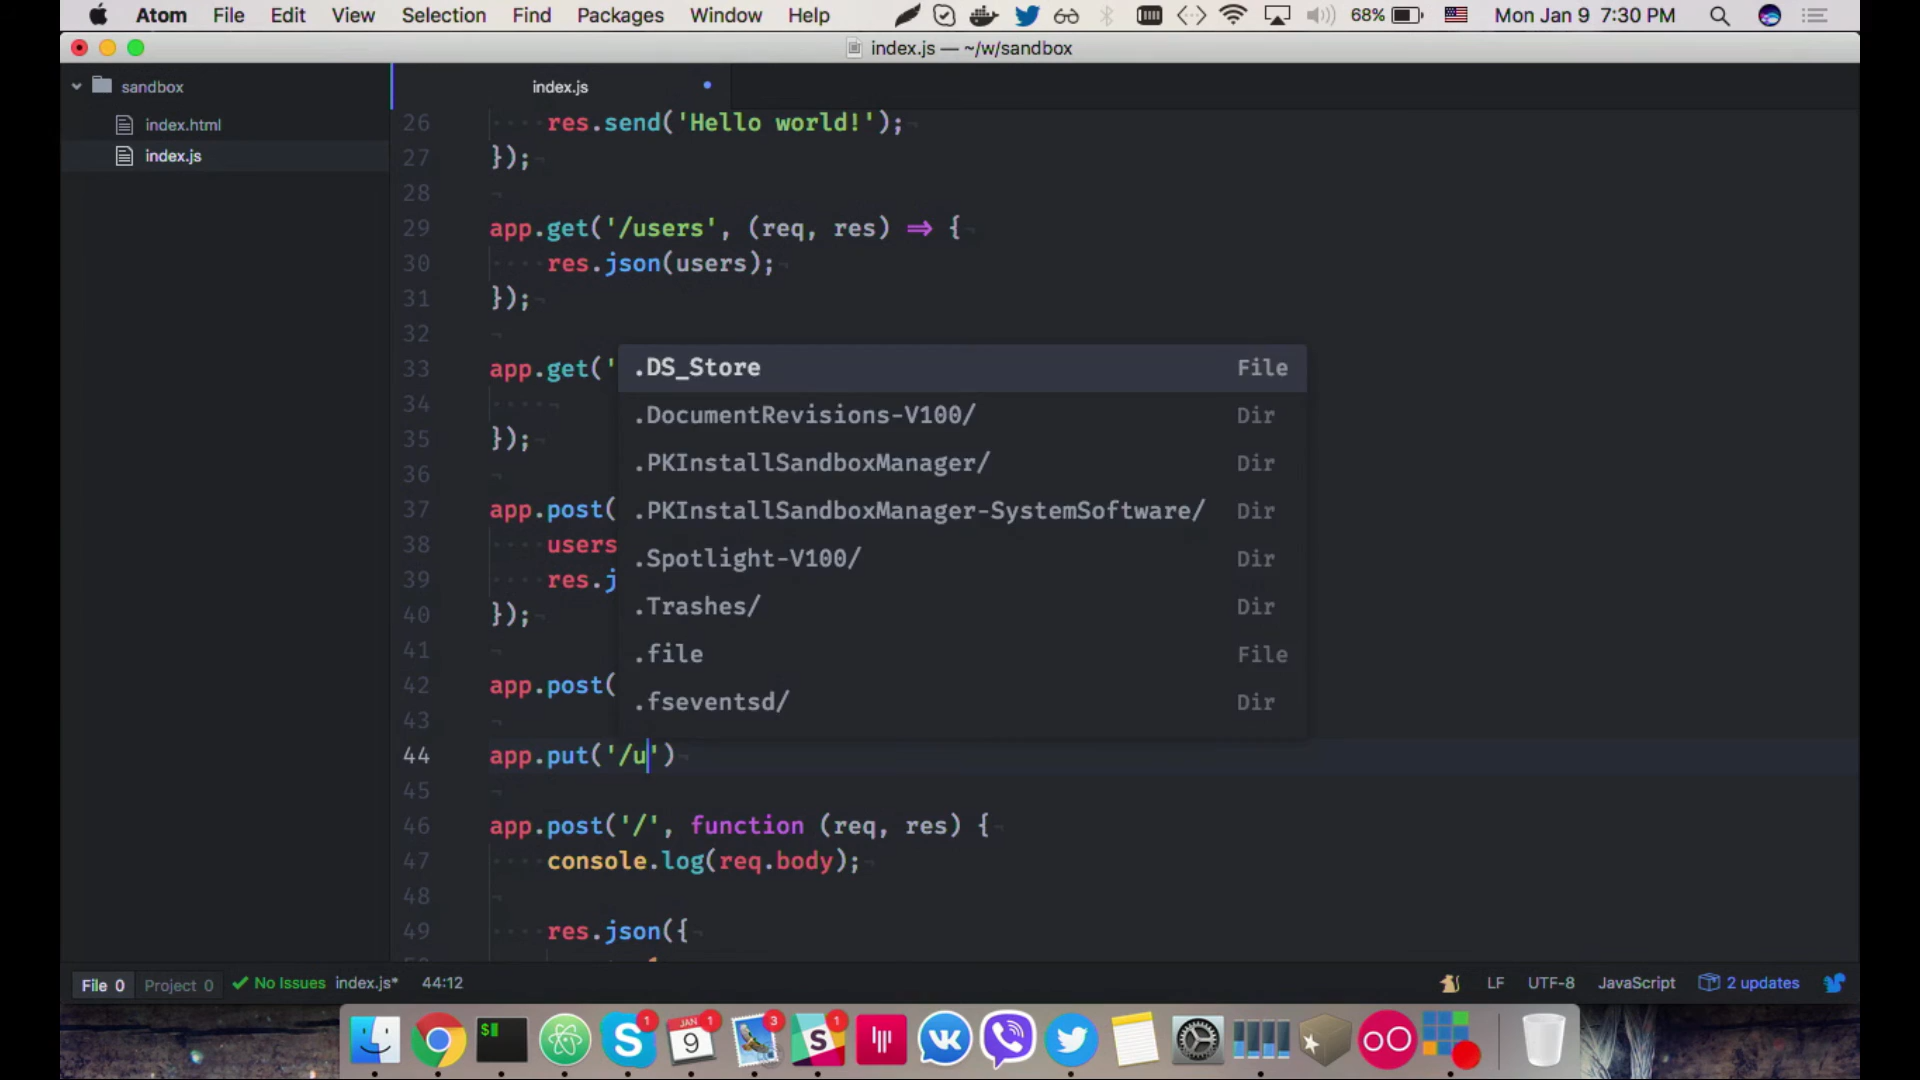 Atom File Edit View Selection Find Packages Window Help 68% Mon Jan 9 7:30 PM
index.js — ~/w/sandbox
sandbox
index.html
index.js
index.js
26 res.send('Hello world!');
27 });
28
29 app.get('/users', (req, res) => {
30 res.json(users);
31 });
32
33 app.get('
34
35 });
36
37 app.post(
38 users
39 res.j
40 });
41
42 app.post(
43
44 app.put('/u')
45
46 app.post('/', function (req, res) {
47 console.log(req.body);
48
49 res.json({
.DS_Store File
.DocumentRevisions-V100/ Dir
.PKInstallSandboxManager/ Dir
.PKInstallSandboxManager-SystemSoftware/ Dir
.Spotlight-V100/ Dir
.Trashes/ Dir
.file File
.fseventsd/ Dir
File 0 Project 0 No Issues index.js* 44:12 LF UTF-8 JavaScript 2 updates
$ 1 JAN 9 1 3 1